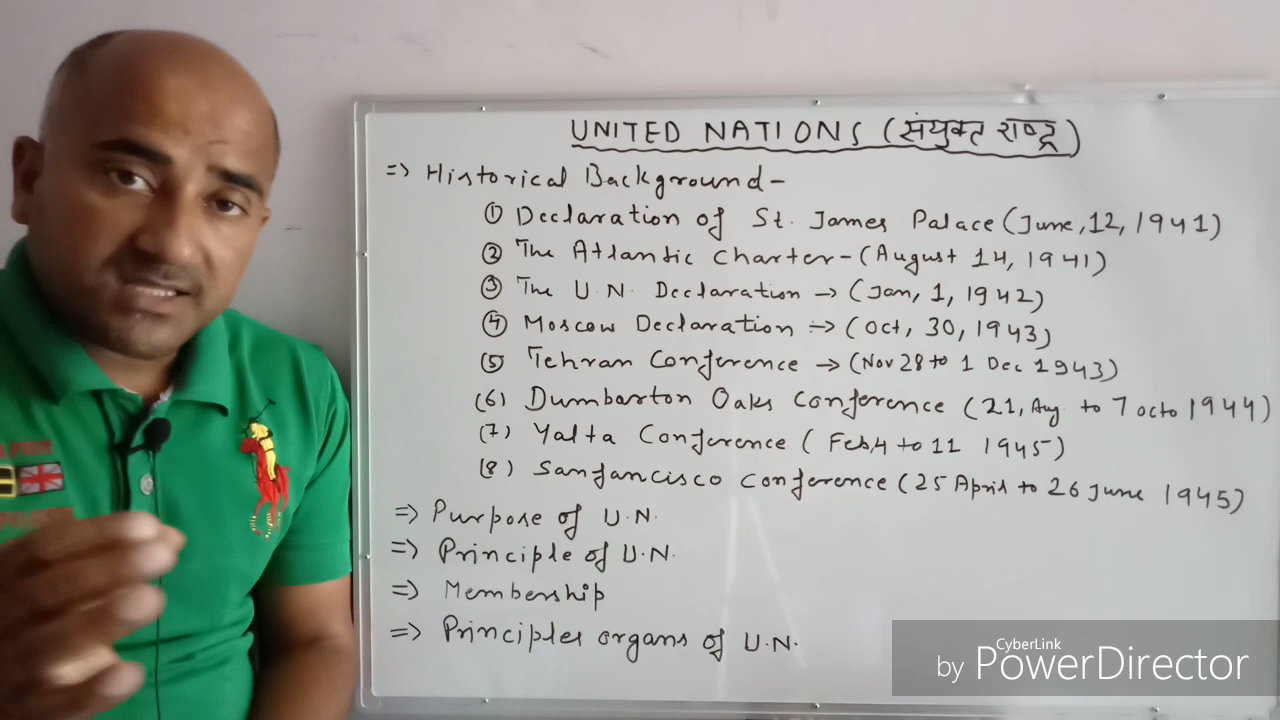 UNITED NATIONS (संयुक्त राष्ट्र)
=> Historical Background-
① Declaration of St. James Palace (June, 12, 1941)
② The Atlantic Charter - (August 14, 1941)
③ The U.N. Declaration → (Jan, 1, 1942)
④ Moscow Declaration → (Oct, 30, 1943)
⑤ Tehran Conference → (Nov 28 to 1 Dec 1943)
(6) Dumbarton Oaks Conference (21, Aug. to 7 octo 1944)
(7) Yalta Conference ( Feb,4 to 11 1945)
(8) Sanfancisco Conference (25 April to 26 June 1945)
=> Purpose of U.N.
=> Principle of U.N.
=> Membership
=> Principles organs of U.N.
CyberLink
by PowerDirector